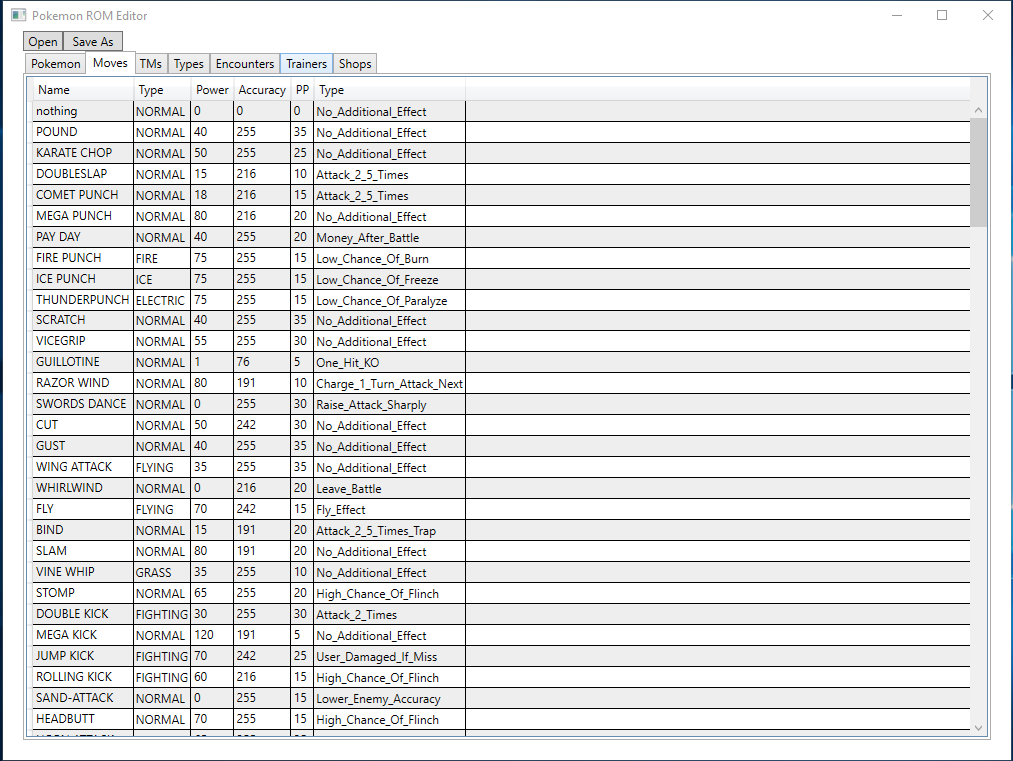 Pokemon ROM Editor
Open Save As
Pokemon Moves TMs Types Encounters Trainers Shops
Name Type Power Accuracy PP Type
nothing NORMAL 0 0 0 No_Additional_Effect
POUND NORMAL 40 255 35 No_Additional_Effect
KARATE CHOP NORMAL 50 255 25 No_Additional_Effect
DOUBLESLAP NORMAL 15 216 10 Attack_2_5_Times
COMET PUNCH NORMAL 18 216 15 Attack_2_5_Times
MEGA PUNCH NORMAL 80 216 20 No_Additional_Effect
PAY DAY NORMAL 40 255 20 Money_After_Battle
FIRE PUNCH FIRE 75 255 15 Low_Chance_Of_Burn
ICE PUNCH ICE 75 255 15 Low_Chance_Of_Freeze
THUNDERPUNCH ELECTRIC 75 255 15 Low_Chance_Of_Paralyze
SCRATCH NORMAL 40 255 35 No_Additional_Effect
VICEGRIP NORMAL 55 255 30 No_Additional_Effect
GUILLOTINE NORMAL 1 76 5 One_Hit_KO
RAZOR WIND NORMAL 80 191 10 Charge_1_Turn_Attack_Next
SWORDS DANCE NORMAL 0 255 30 Raise_Attack_Sharply
CUT NORMAL 50 242 30 No_Additional_Effect
GUST NORMAL 40 255 35 No_Additional_Effect
WING ATTACK FLYING 35 255 35 No_Additional_Effect
WHIRLWIND NORMAL 0 216 20 Leave_Battle
FLY FLYING 70 242 15 Fly_Effect
BIND NORMAL 15 191 20 Attack_2_5_Times_Trap
SLAM NORMAL 80 191 20 No_Additional_Effect
VINE WHIP GRASS 35 255 10 No_Additional_Effect
STOMP NORMAL 65 255 20 High_Chance_Of_Flinch
DOUBLE KICK FIGHTING 30 255 30 Attack_2_Times
MEGA KICK NORMAL 120 191 5 No_Additional_Effect
JUMP KICK FIGHTING 70 242 25 User_Damaged_If_Miss
ROLLING KICK FIGHTING 60 216 15 High_Chance_Of_Flinch
SAND-ATTACK NORMAL 0 255 15 Lower_Enemy_Accuracy
HEADBUTT NORMAL 70 255 15 High_Chance_Of_Flinch